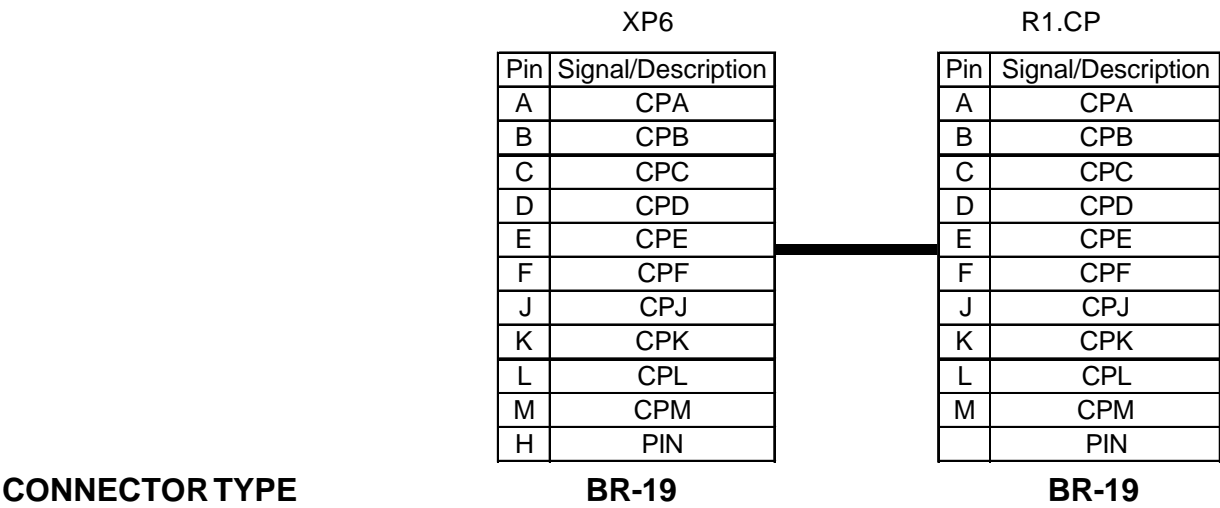 XP6 R1.CP
Pin Signal/Description Pin Signal/Description
A CPA A CPA
B CPB B CPB
C CPC C CPC
D CPD D CPD
E CPE E CPE
F CPF F CPF
J CPJ J CPJ
K CPK K CPK
L CPL L CPL
M CPM M CPM
H PIN PIN
CONNECTOR TYPE BR-19 BR-19